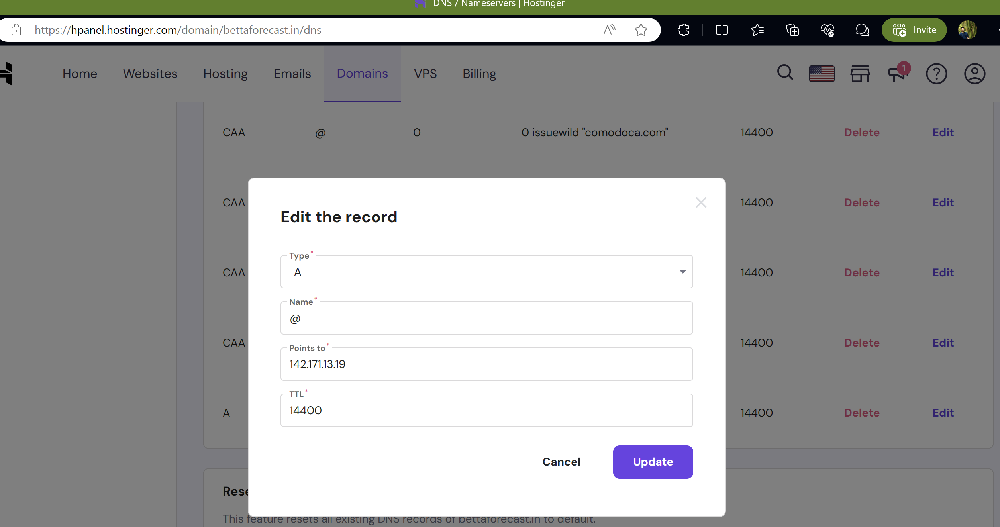 DNS / Nameservers | Hostinger
https://hpanel.hostinger.com/domain/bettaforecast.in/dns
Invite
Home Websites Hosting Emails Domains VPS Billing
1
CAA @ 0 0 issuewild "comodoca.com" 14400 Delete Edit
CAA 14400 Delete Edit
CAA 14400 Delete Edit
CAA 14400 Delete Edit
A 14400 Delete Edit
Edit the record
Type*
A
Name*
@
Points to*
142.171.13.19
TTL*
14400
Cancel Update
Rese
This feature resets all existing DNS records of bettaforecast.in to default.